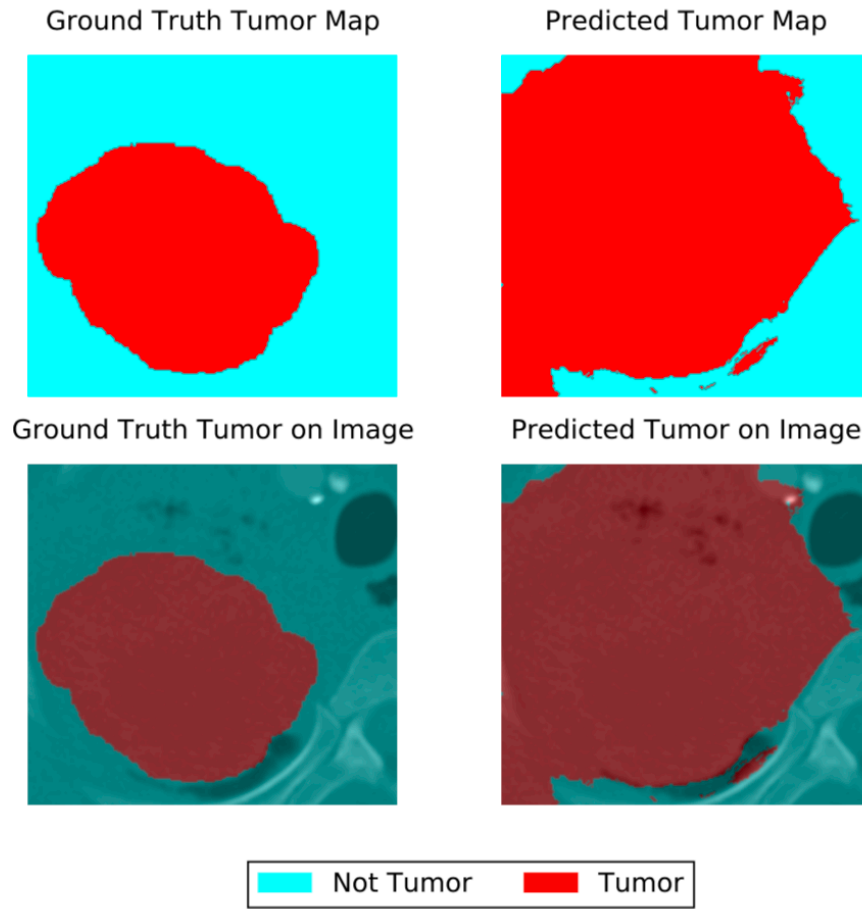 Ground Truth Tumor Map
Predicted Tumor Map
Ground Truth Tumor on Image
Predicted Tumor on Image
Not Tumor
Tumor